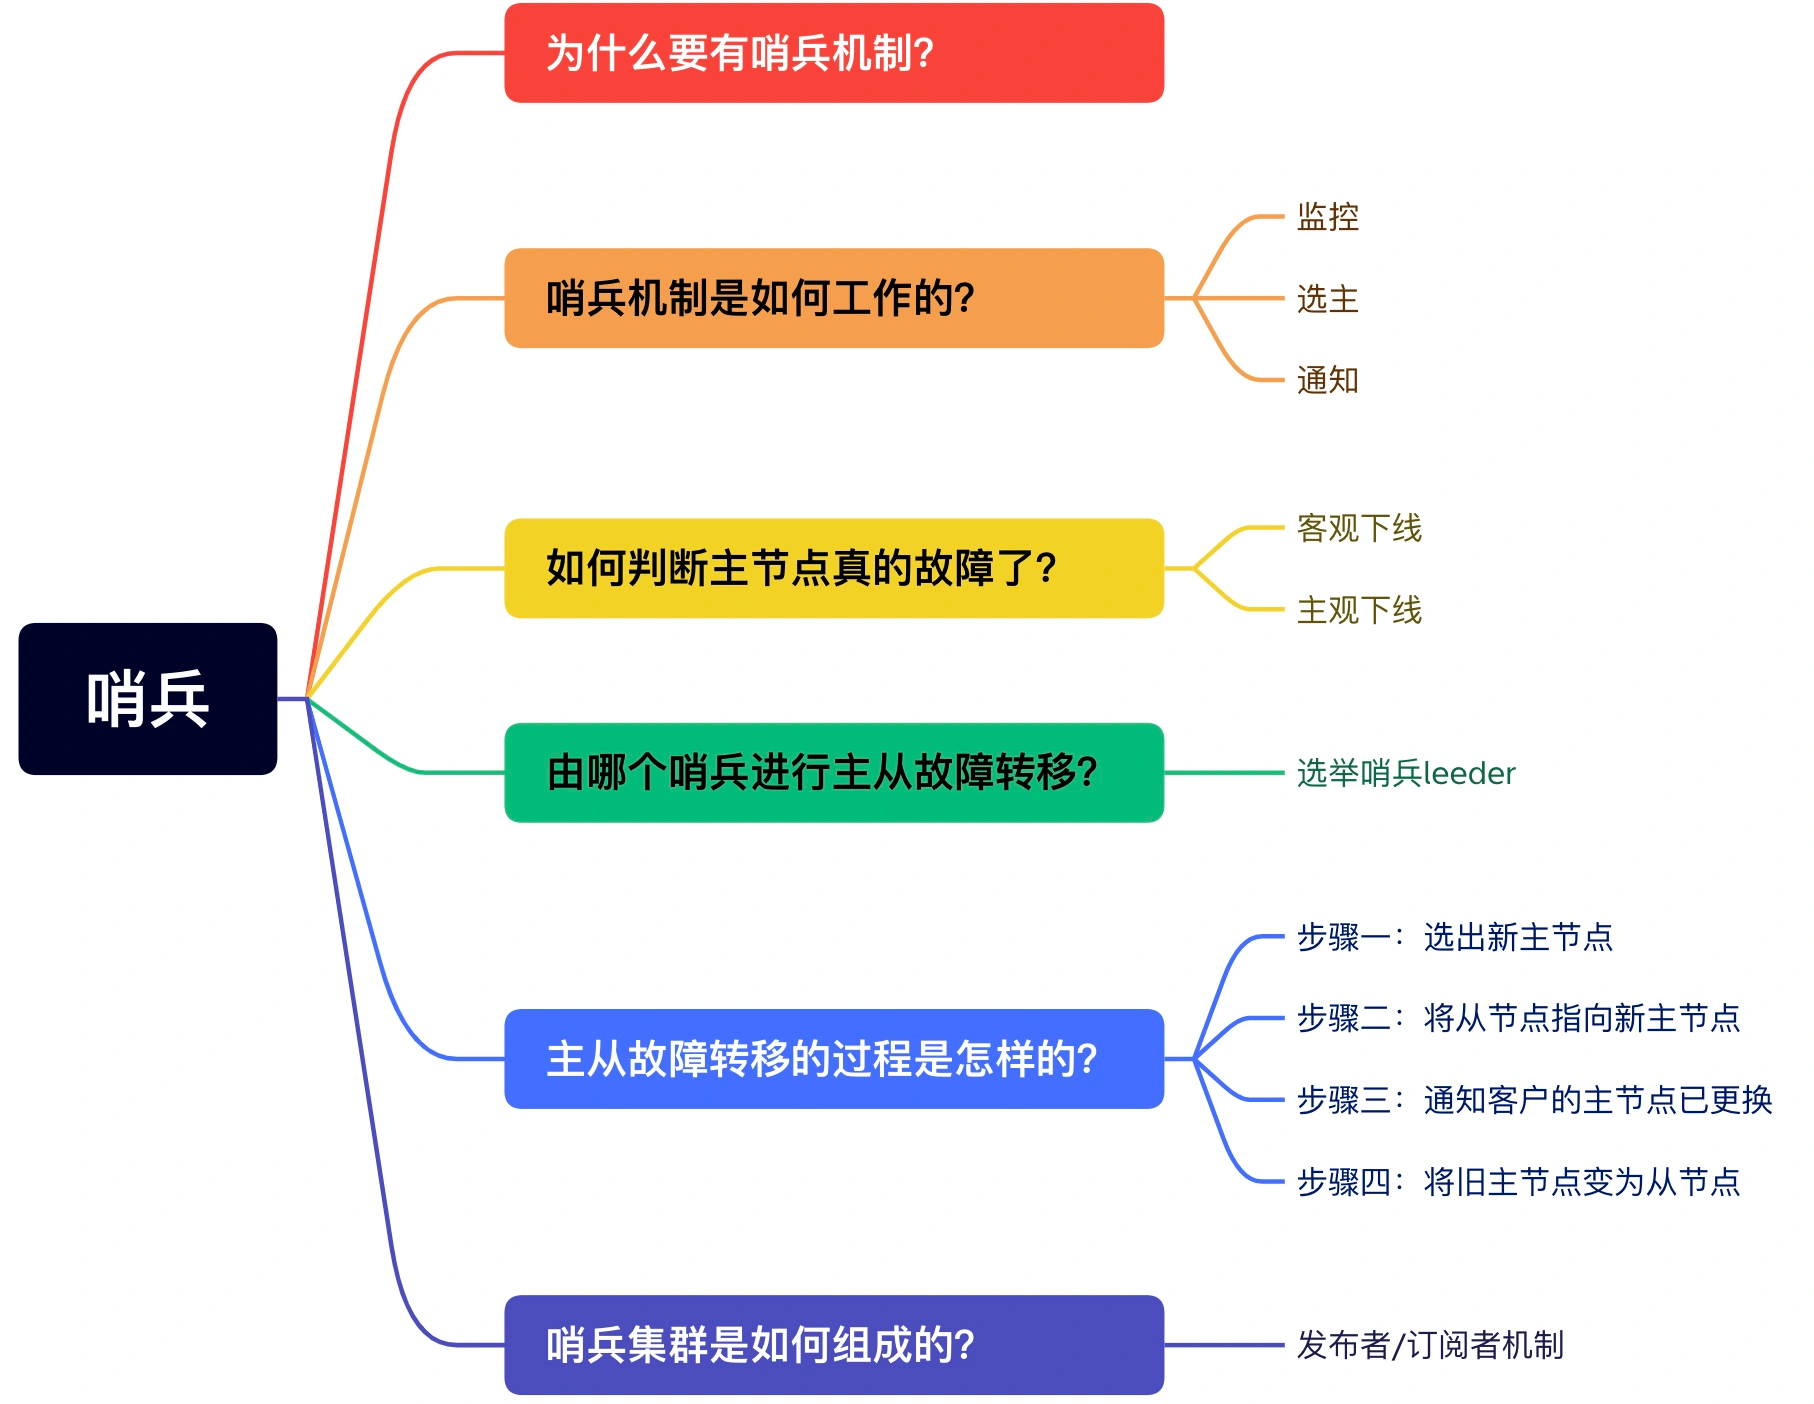 哨兵
为什么要有哨兵机制?
哨兵机制是如何工作的?
监控
选主
通知
如何判断主节点真的故障了?
客观下线
主观下线
由哪个哨兵进行主从故障转移?
选举哨兵leeder
主从故障转移的过程是怎样的?
步骤一：选出新主节点
步骤二：将从节点指向新主节点
步骤三：通知客户的主节点已更换
步骤四：将旧主节点变为从节点
哨兵集群是如何组成的?
发布者/订阅者机制